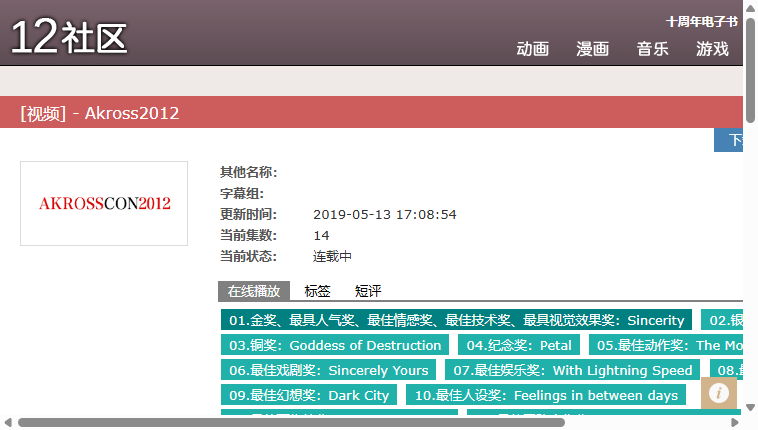 12社区
十周年电子书
动画 漫画 音乐 游戏
[视频] - Akross2012
AKROSSCON2012
其他名称:
字幕组:
更新时间: 2019-05-13 17:08:54
当前集数: 14
当前状态: 连载中
在线播放 标签 短评
01.金奖、最具人气奖、最佳情感奖、最佳技术奖、最具视觉效果奖：Sincerity 02.银
03.铜奖：Goddess of Destruction 04.纪念奖：Petal 05.最佳动作奖：The Mo
06.最佳戏剧奖：Sincerely Yours 07.最佳娱乐奖：With Lightning Speed 08.
09.最佳幻想奖：Dark City 10.最佳人设奖：Feelings in between days